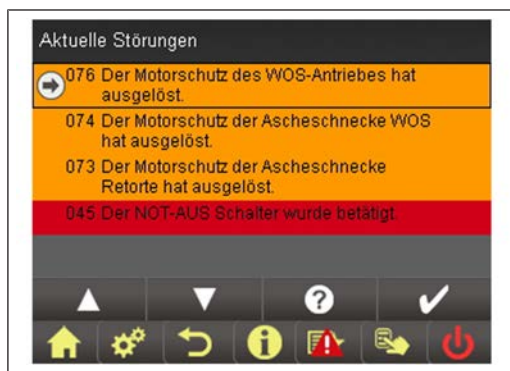 Aktuelle Störungen
076 Der Motorschutz des WOS-Antriebes hat
ausgelöst.
074 Der Motorschutz der Ascheschnecke WOS
hat ausgelöst.
073 Der Motorschutz der Ascheschnecke
Retorte hat ausgelöst.
045 Der NOT-AUS Schalter wurde betätigt.
?
i